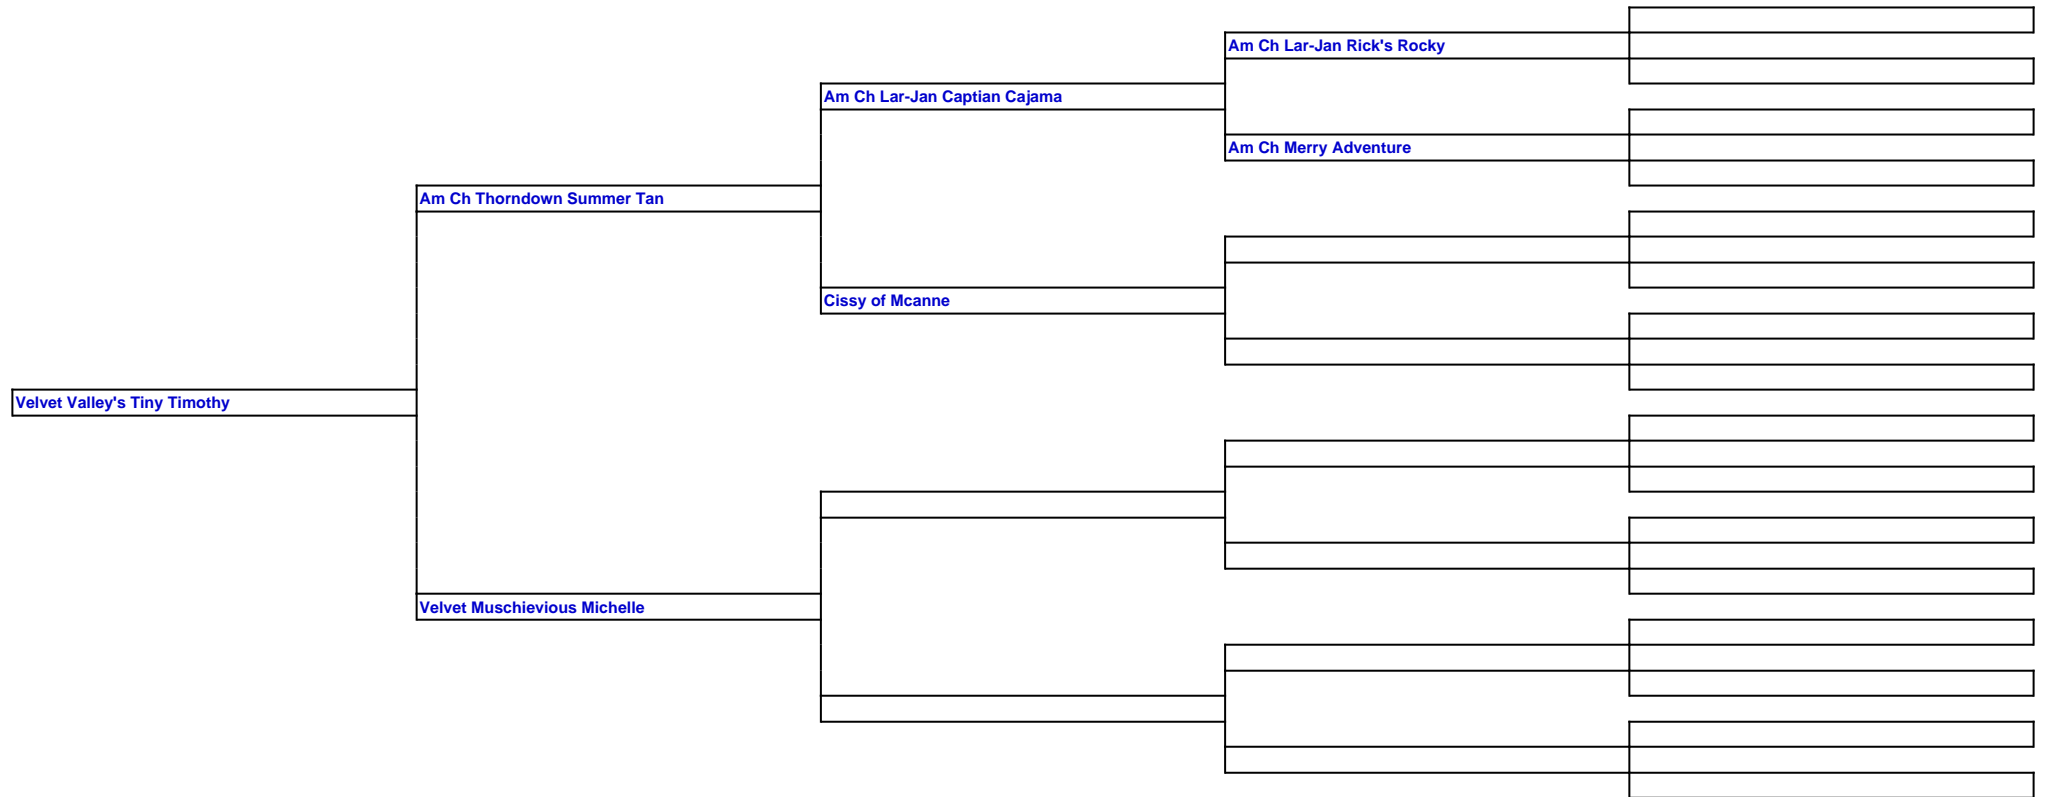 Am Ch Lar-Jan Rick's Rocky
Am Ch Lar-Jan Captian Cajama
Am Ch Merry Adventure
Am Ch Thorndown Summer Tan
Cissy of Mcanne
Velvet Valley's Tiny Timothy
Velvet Muschievious Michelle